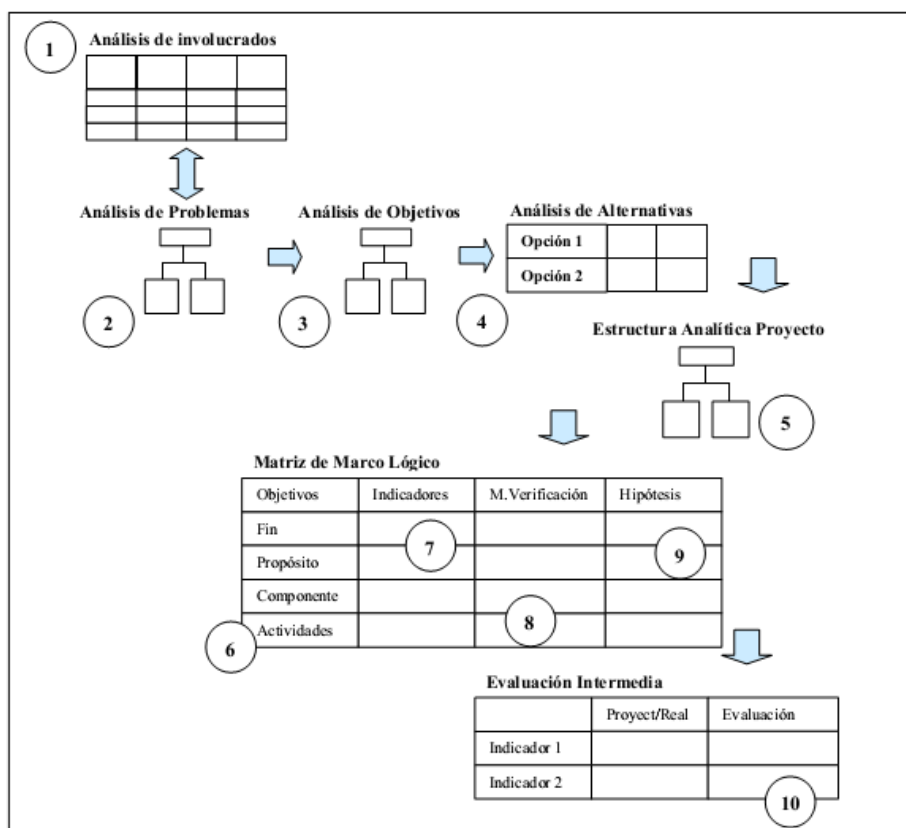 1
Análisis de involucrados
Análisis de Problemas
Análisis de Objetivos
Análisis de Alternativas
Opción 1
Opción 2
2
3
4
Estructura Analítica Proyecto
5
Matriz de Marco Lógico
Objetivos Indicadores M.Verificación Hipótesis
Fin
7
9
Propósito
Componente
8
6
Actividades
Evaluación Intermedia
Proyect/Real Evaluación
Indicador 1
Indicador 2
10